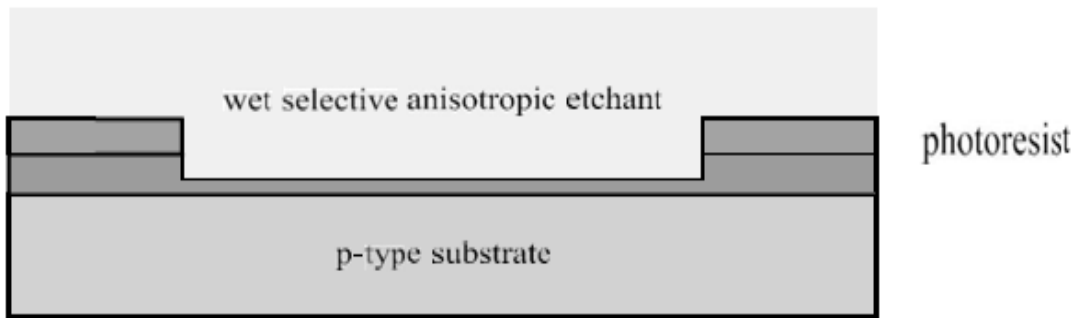 wet selective anisotropic etchant
photoresist
p-type substrate